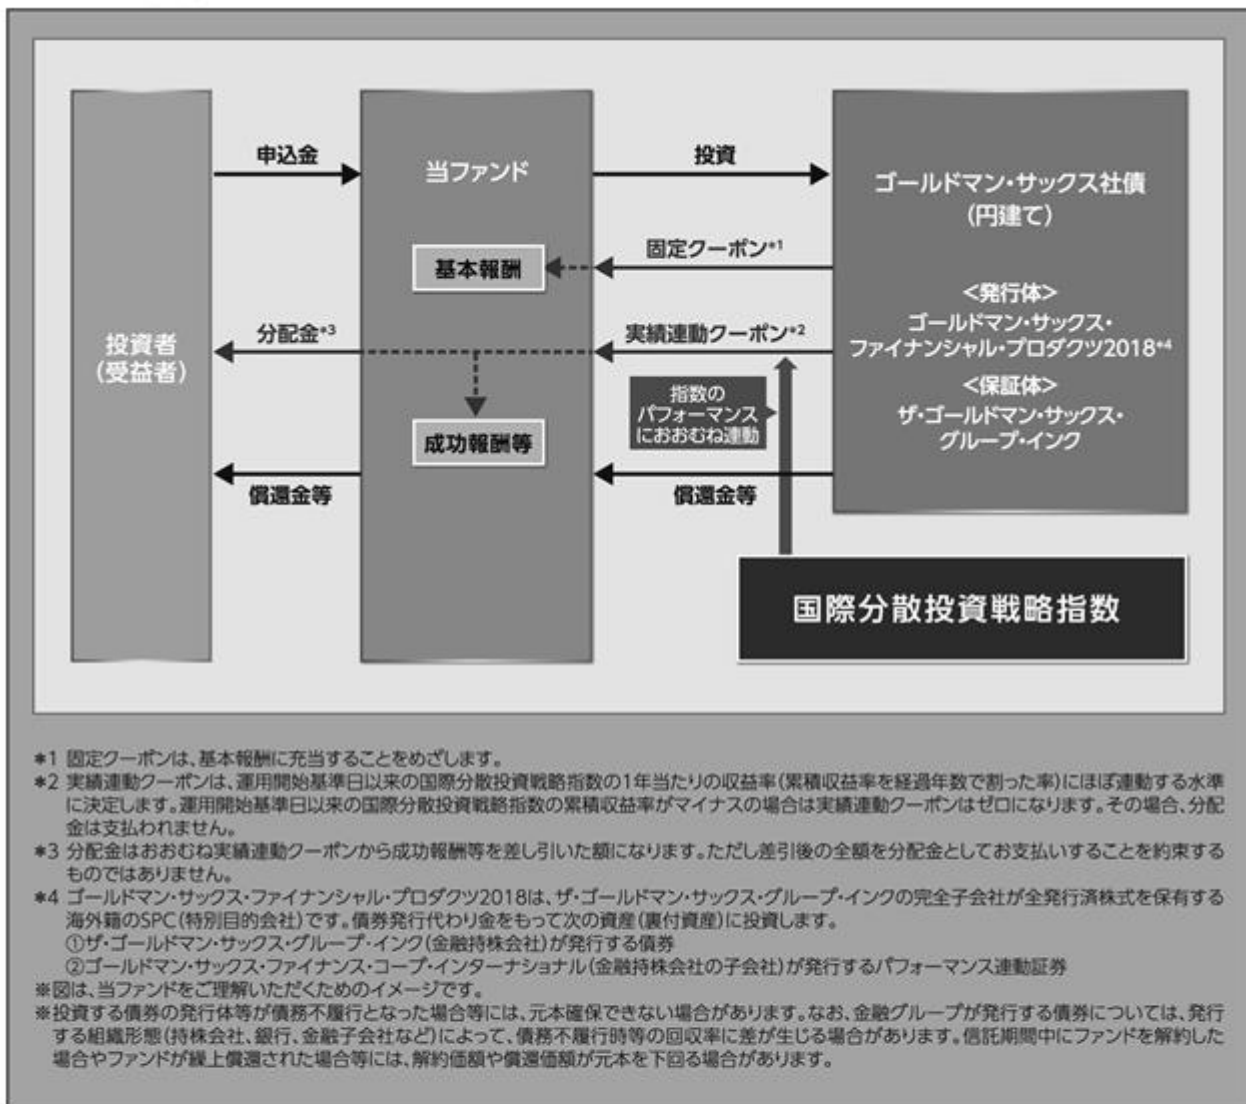 申込金
当ファンド
投資
ゴールドマン・サックス社債
(円建て)
固定クーポン*1
基本報酬
<発行体>
ゴールドマン・サックス・
ファイナンシャル・プロダクツ2018*4
投資者
(受益者)
分配金*3
実績連動クーポン*2
<保証体>
ザ・ゴールドマン・サックス・
グループ・インク
指数の
パフォーマンス
におおむね連動
成功報酬等
償還金等
償還金等
国際分散投資戦略指数
*1 固定クーポンは、基本報酬に充当することをめざします。
*2 実績連動クーポンは、運用開始基準日以来の国際分散投資戦略指数の1年当たりの収益率(累積収益率を経過年数で割った率)にほぼ連動する水準
に決定します。運用開始基準日以来の国際分散投資戦略指数の累積収益率がマイナスの場合は実績連動クーポンはゼロになります。その場合、分配
金は支払われません。
*3 分配金はおおむね実績連動クーポンから成功報酬等を差し引いた額になります。ただし差引後の全額を分配金としてお支払いすることを約束する
ものではありません。
*4 ゴールドマン・サックス・ファイナンシャル・プロダクツ2018は、ザ・ゴールドマン・サックス・グループ・インクの完全子会社が全発行済株式を保有する
海外籍のSPC(特別目的会社)です。債券発行代わり金をもって次の資産(裏付資産)に投資します。
①ザ・ゴールドマン・サックス・グループ・インク(金融持株会社)が発行する債券
②ゴールドマン・サックス・ファイナンス・コープ・インターナショナル(金融持株会社の子会社)が発行するパフォーマンス連動証券
※図は、当ファンドをご理解いただくためのイメージです。
※投資する債券の発行体等が債務不履行となった場合等には、元本確保できない場合があります。なお、金融グループが発行する債券については、発行
する組織形態(持株会社、銀行、金融子会社など)によって、債務不履行時等の回収率に差が生じる場合があります。信託期間中にファンドを解約した
場合やファンドが繰上償還された場合等には、解約価額や償還価額が元本を下回る場合があります。